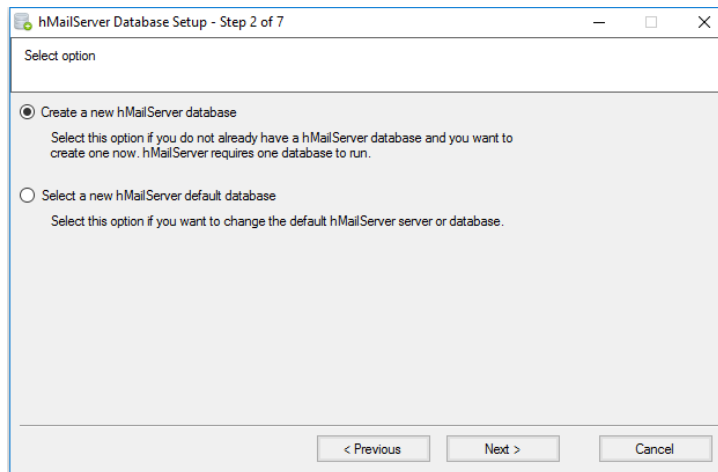 hMailServer Database Setup - Step 2 of 7
Select option
Create a new hMailServer database
Select this option if you do not already have a hMailServer database and you want to
create one now. hMailServer requires one database to run.
Select a new hMailServer default database
Select this option if you want to change the default hMailServer server or database.
< Previous
Next >
Cancel